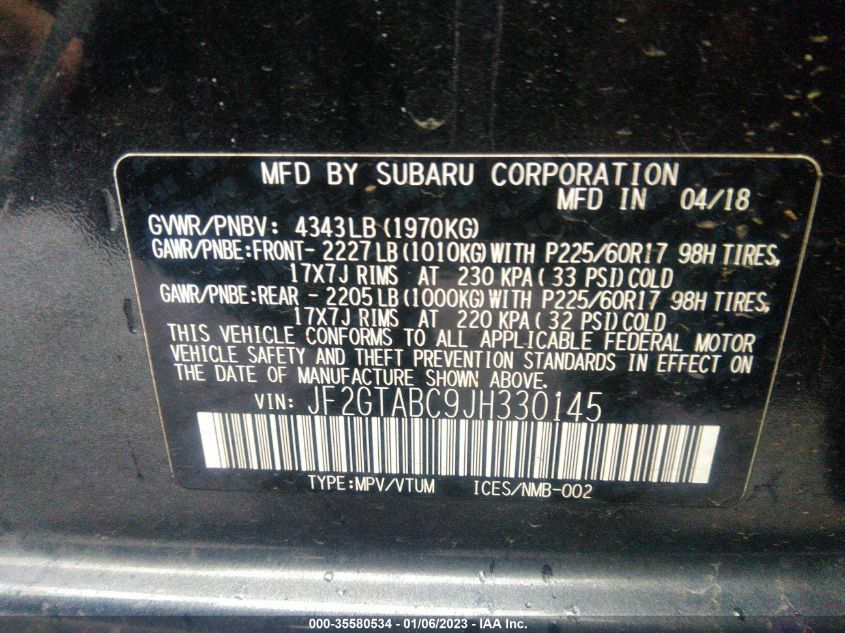 MFD BY SUBARU CORPORATION
MFD IN 04/18
GVWR/PNBV: 4343LB (1970KG)
GAWR/PNBE:FRONT- 2227LB(1010KG)WITH P225/60R17 98H TIRES,
17X7J RIMS AT 230 KPA( 33 PSI)COLD
GAWR/PNBE:REAR - 2205LB(1000KG)WITH P225/60R17 98H TIRES,
17X7J RIMS AT 220 KPA( 32 PSI)COLD
THIS VEHICLE CONFORMS TO ALL APPLICABLE FEDERAL MOTOR
VEHICLE SAFETY AND THEFT PREVENTION STANDARDS IN EFFECT ON
THE DATE OF MANUFACTURE SHOWN ABOVE.
VIN: JF2GTABC9JH330145
TYPE:MPV/VTUM ICES/NMB-002
000-35580534 - 01/06/2023 - © IAA Inc.